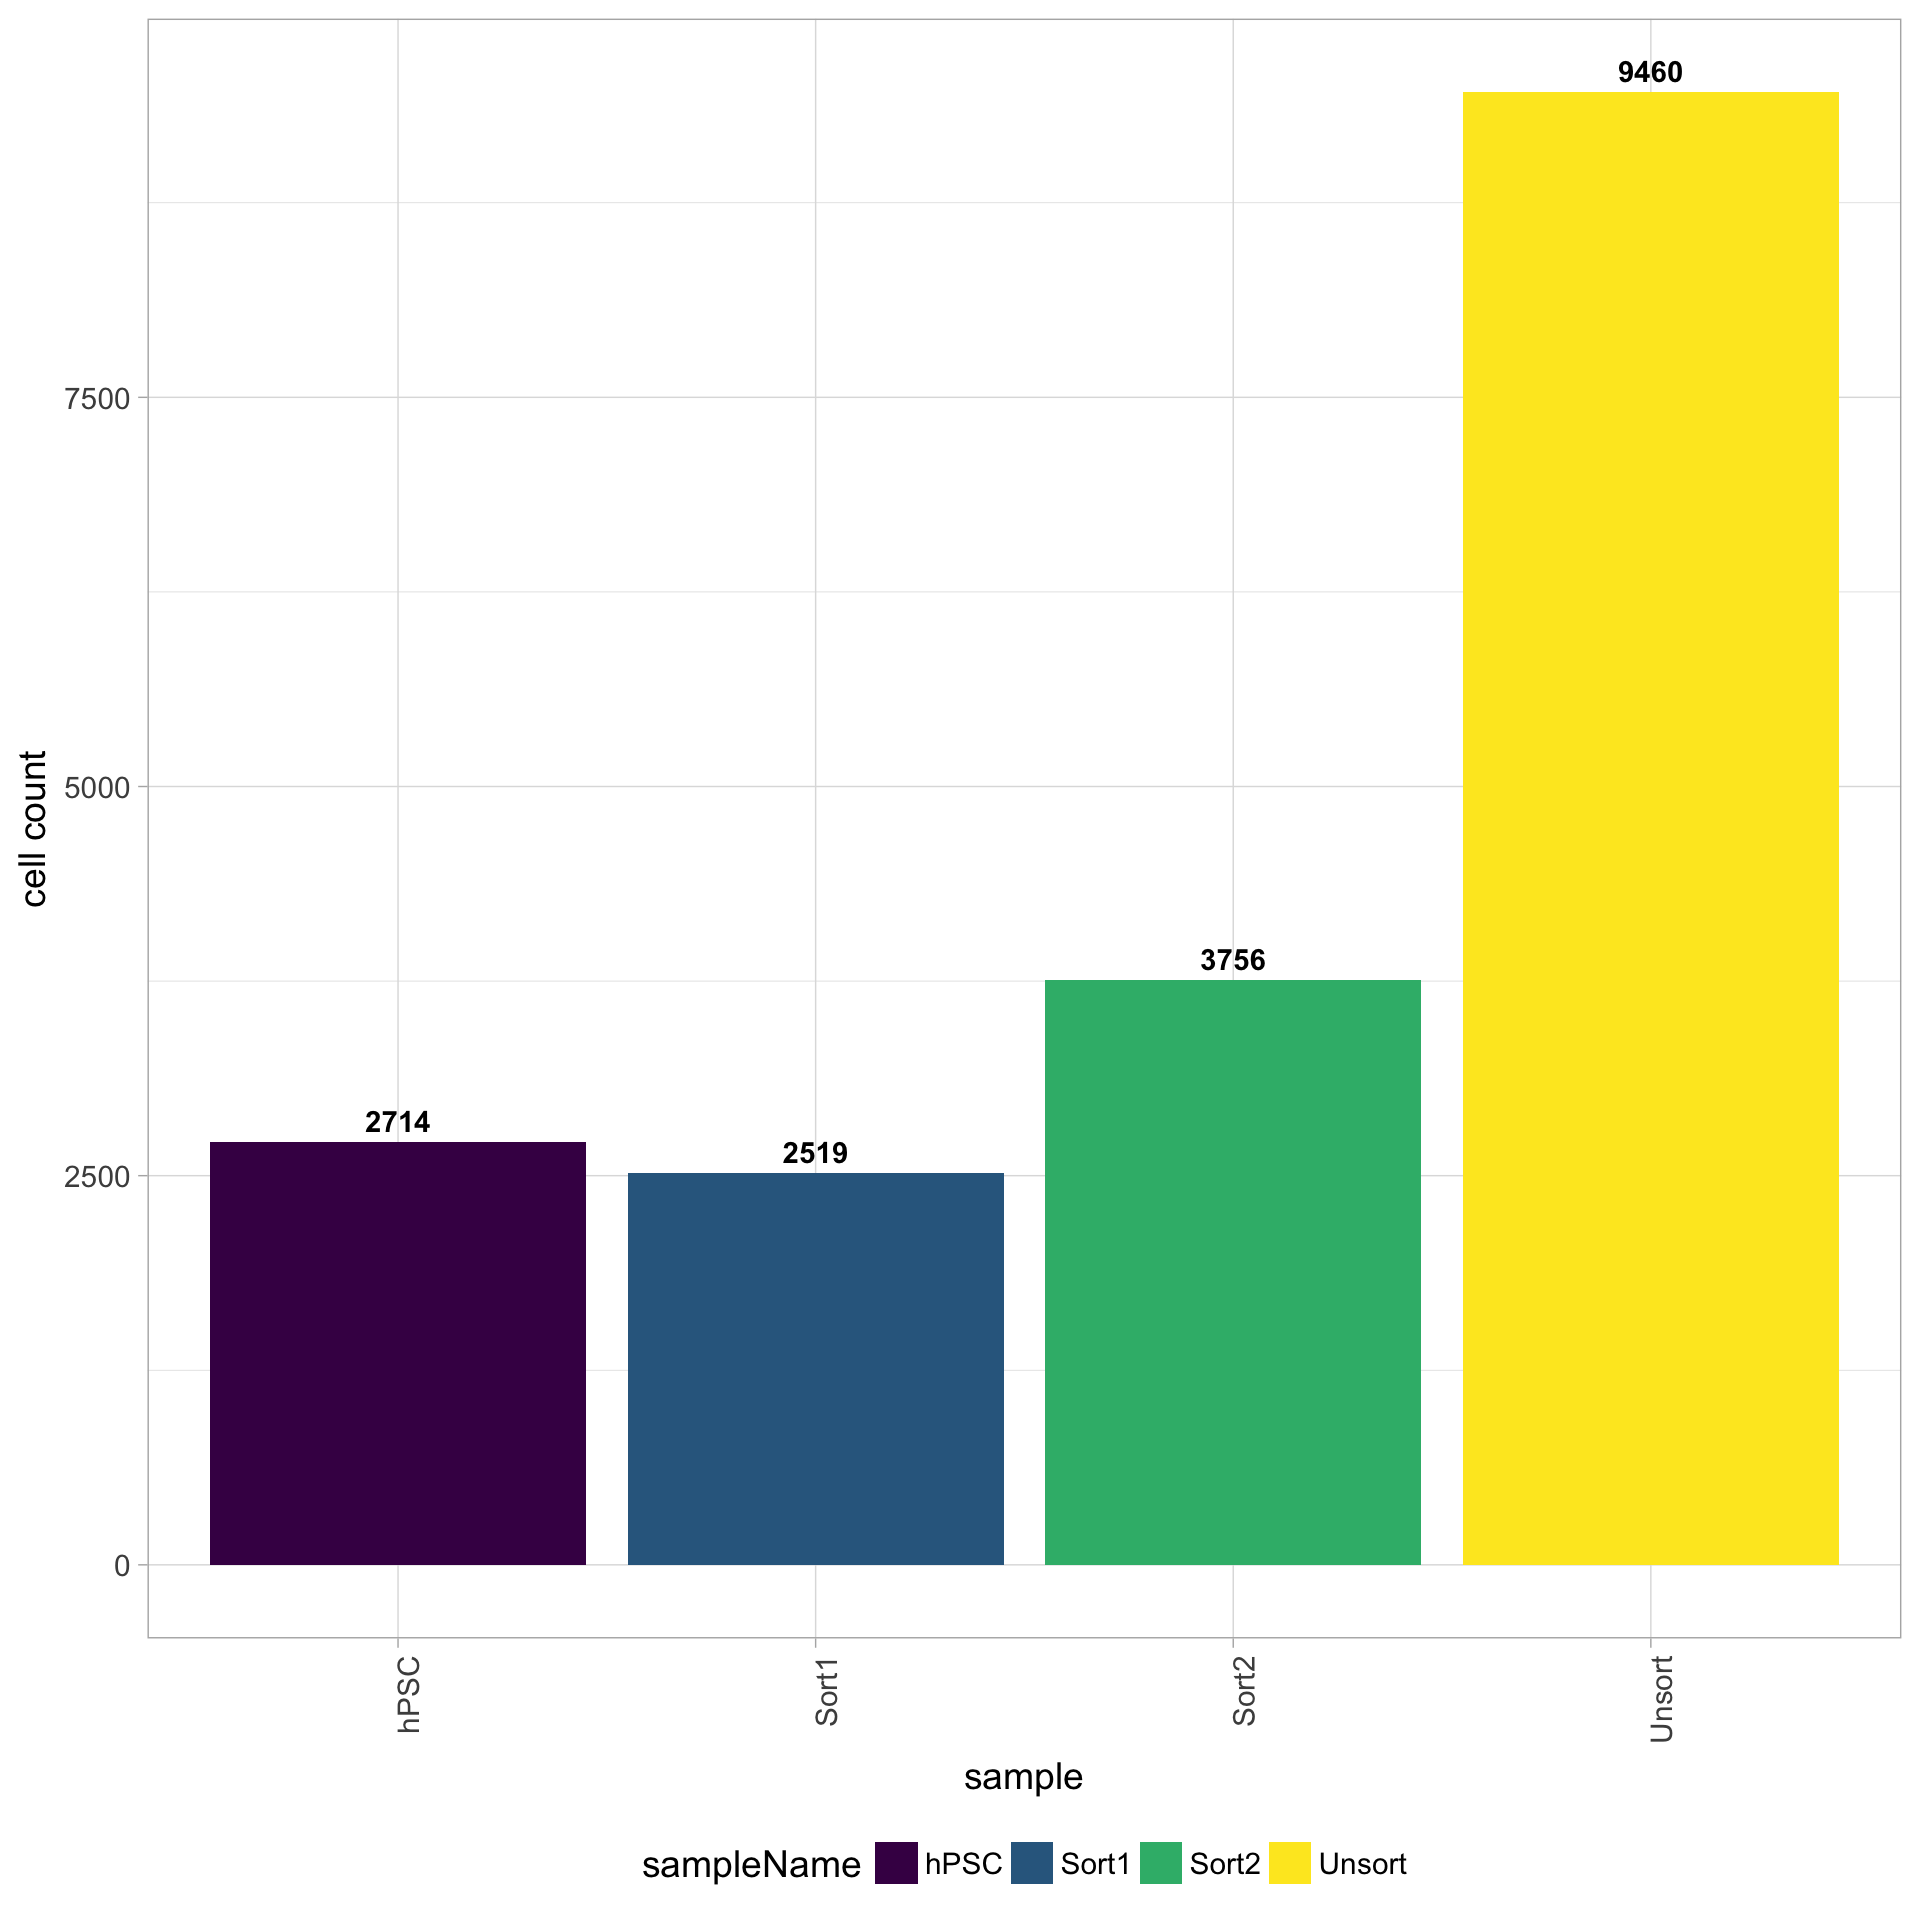 9460
7500
cell count
5000
3756
2714
2519
2500
0
hPSC
Sort1
Sort2
Unsort
sample
sampleName hPSC Sort1 Sort2 Unsort